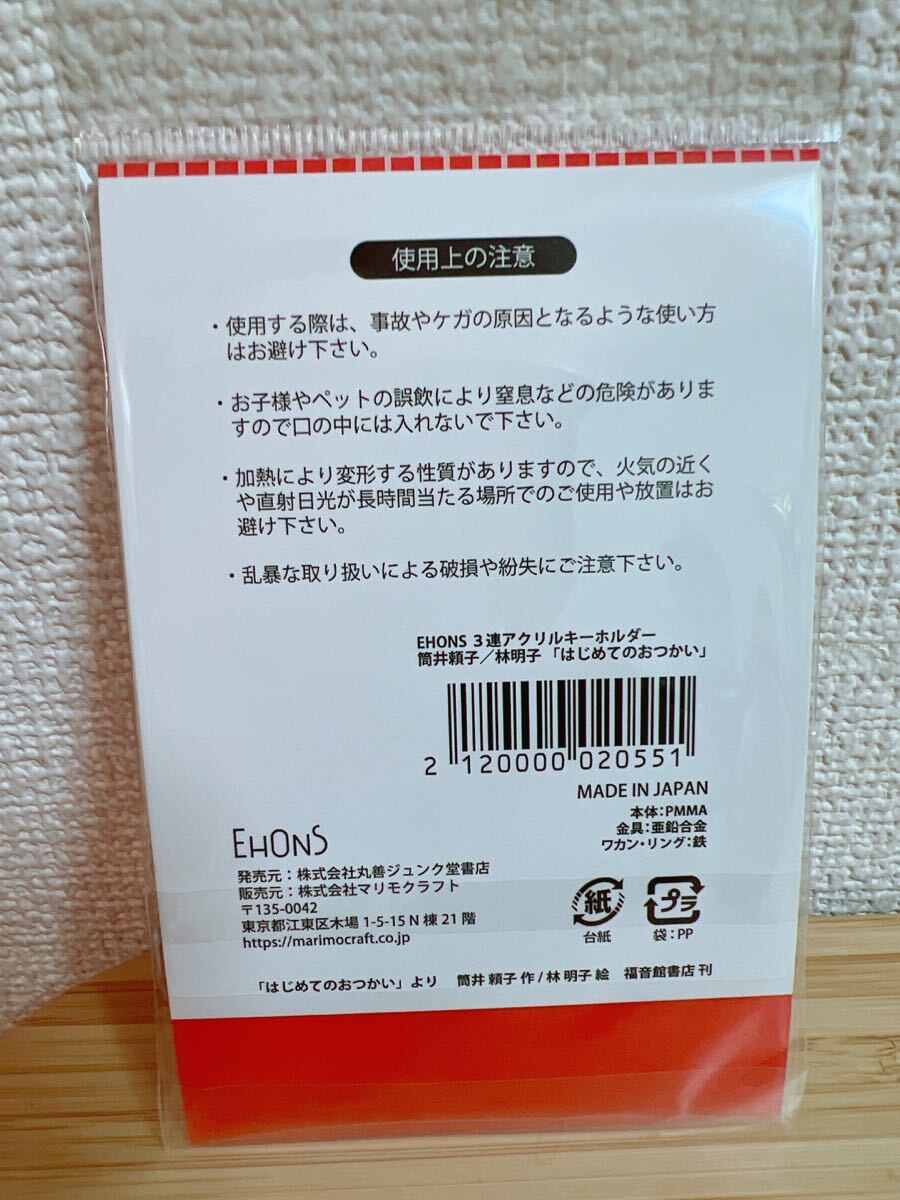 使用上の注意
・使用する際は、事故やケガの原因となるような使い方
はお避け下さい。
・お子様やペットの誤飲により窒息などの危険がありま
すので口の中には入れないで下さい。
・加熱により変形する性質がありますので、火気の近く
や直射日光が長時間当たる場所でのご使用や放置はお
避け下さい。
・乱暴な取り扱いによる破損や紛失にご注意下さい。
EHONS 3連アクリルキーホルダー
筒井頼子／林明子「はじめてのおつかい」
2 120000 020551
MADE IN JAPAN
本体：PMMA
金具：亜鉛合金
ワカン・リング：鉄
EHONS
発売元：株式会社丸善ジュンク堂書店
販売元：株式会社マリモクラフト
〒135-0042
東京都江東区木場 1-5-15 N 棟 21 階
https://marimocraft.co.jp
紙
台紙
プラ
袋：PP
「はじめてのおつかい」より 筒井 頼子 作 / 林 明子 絵 福音館書店 刊